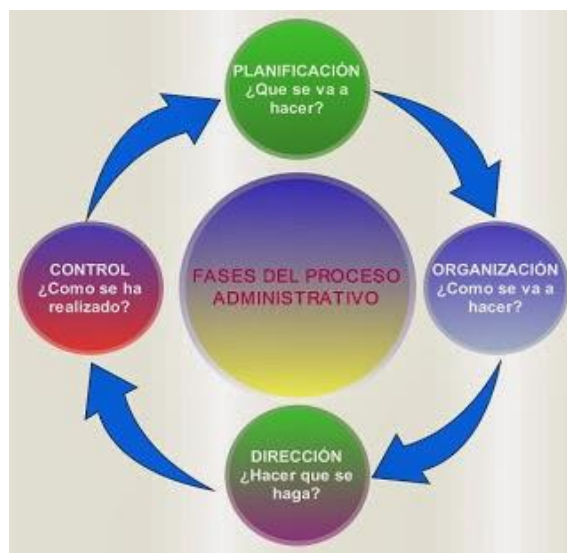 PLANIFICACIÓN
¿Que se va a
hacer?
CONTROL
¿Como se ha
realizado?
FASES DEL PROCESO
ADMINISTRATIVO
ORGANIZACIÓN
¿Como se va a
hacer?
DIRECCIÓN
¿Hacer que se
haga?